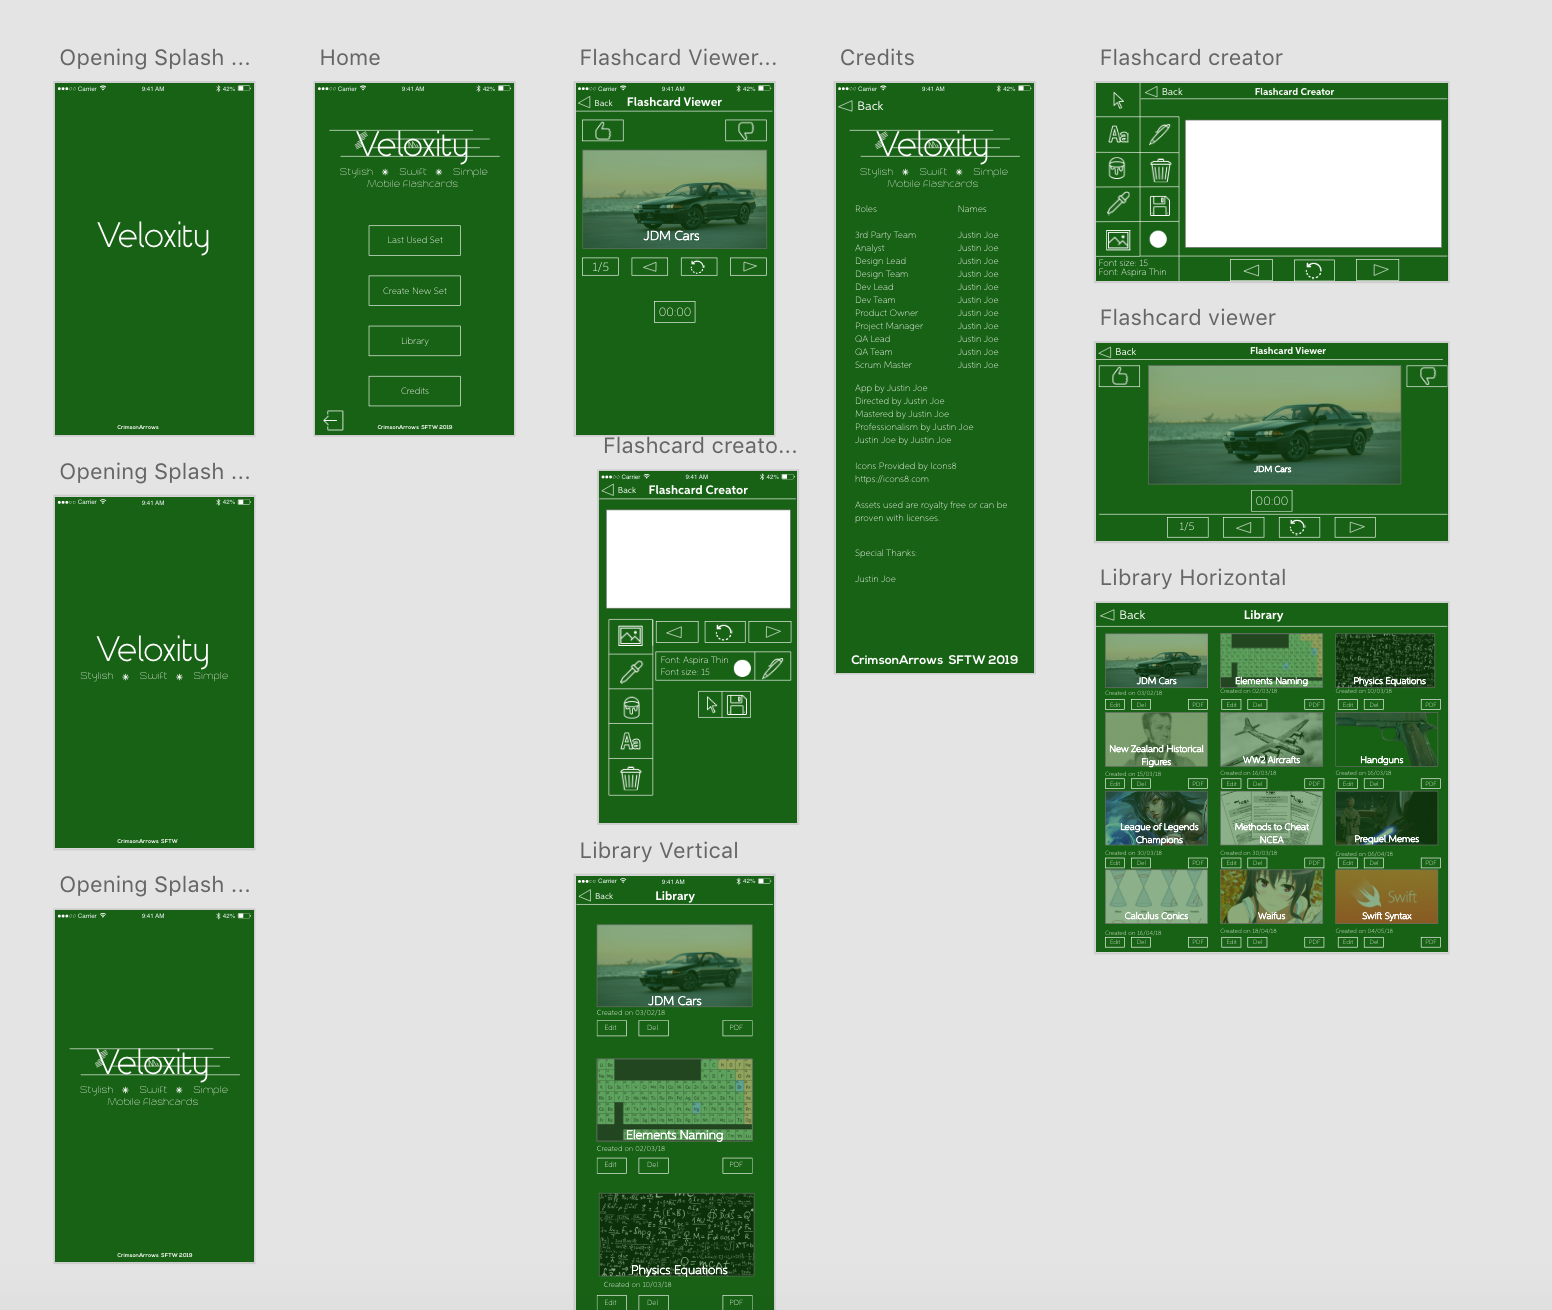 Opening Splash ...
Carrier 9:41 AM 42%
Veloxity
CrimsonArrows
Home
Carrier 9:41 AM 42%
Veloxity
Stylish * Swift * Simple
Mobile Flashcards
Last Used Set
Create New Set
Library
Credits
CrimsonArrows SFTW 2019
Flashcard Viewer...
Carrier 9:41 AM 42%
Back Flashcard Viewer
JDM Cars
1/5
00:00
Credits
Carrier 9:41 AM 42%
Back
Veloxity
Stylish * Swift * Simple
Mobile Flashcards
Roles Names
3rd Party Team Justin Joe
Analyst Justin Joe
Design Lead Justin Joe
Design Team Justin Joe
Dev Lead Justin Joe
Dev Team Justin Joe
Product Owner Justin Joe
Project Manager Justin Joe
QA Lead Justin Joe
QA Team Justin Joe
Scrum Master Justin Joe
App by Justin Joe
Directed by Justin Joe
Mastered by Justin Joe
Professionalism by Justin Joe
Justin Joe by Justin Joe
Icons Provided by Icons8
https://icons8.com
Assets used are royalty free or can be
proven with licenses.
Special Thanks:
Justin Joe
CrimsonArrows SFTW 2019
Flashcard creator
Back Flashcard Creator
Aa
Font size: 15
Font: Aspira Thin
Flashcard viewer
Back Flashcard Viewer
JDM Cars
00:00
1/5
Opening Splash ...
Carrier 9:41 AM 42%
Veloxity
Stylish * Swift * Simple
CrimsonArrows SFTW
Flashcard creato...
Carrier 9:41 AM 42%
Back Flashcard Creator
Font: Aspira Thin
Font size: 15
Aa
Library Horizontal
Back Library
JDM Cars
Created on 03/02/18
Edit Del PDF
Elements Naming
Created on 02/03/18
Edit Del PDF
Physics Equations
Created on 10/03/18
Edit Del PDF
New Zealand Historical
Figures
Created on 15/03/18
Edit Del PDF
WW2 Aircrafts
Created on 16/03/18
Edit Del PDF
Handguns
Created on 16/03/18
Edit Del PDF
League of Legends
Champions
Created on 30/03/18
Edit Del PDF
Methods to Cheat
NCEA
Created on 30/03/18
Edit Del PDF
Prequel Memes
Created on 06/04/18
Edit Del PDF
Calculus Conics
Created on 16/04/18
Edit Del PDF
Waifus
Created on 18/04/18
Edit Del PDF
Swift
Swift Syntax
Created on 04/05/18
Edit Del PDF
Opening Splash ...
Carrier 9:41 AM 42%
Veloxity
Stylish * Swift * Simple
Mobile Flashcards
CrimsonArrows SFTW 2019
Library Vertical
Carrier 9:41 AM 42%
Back Library
JDM Cars
Created on 03/02/18
Edit Del PDF
Elements Naming
Created on 02/03/18
Edit Del PDF
Physics Equations
Created on 10/03/18
Edit Del PDF